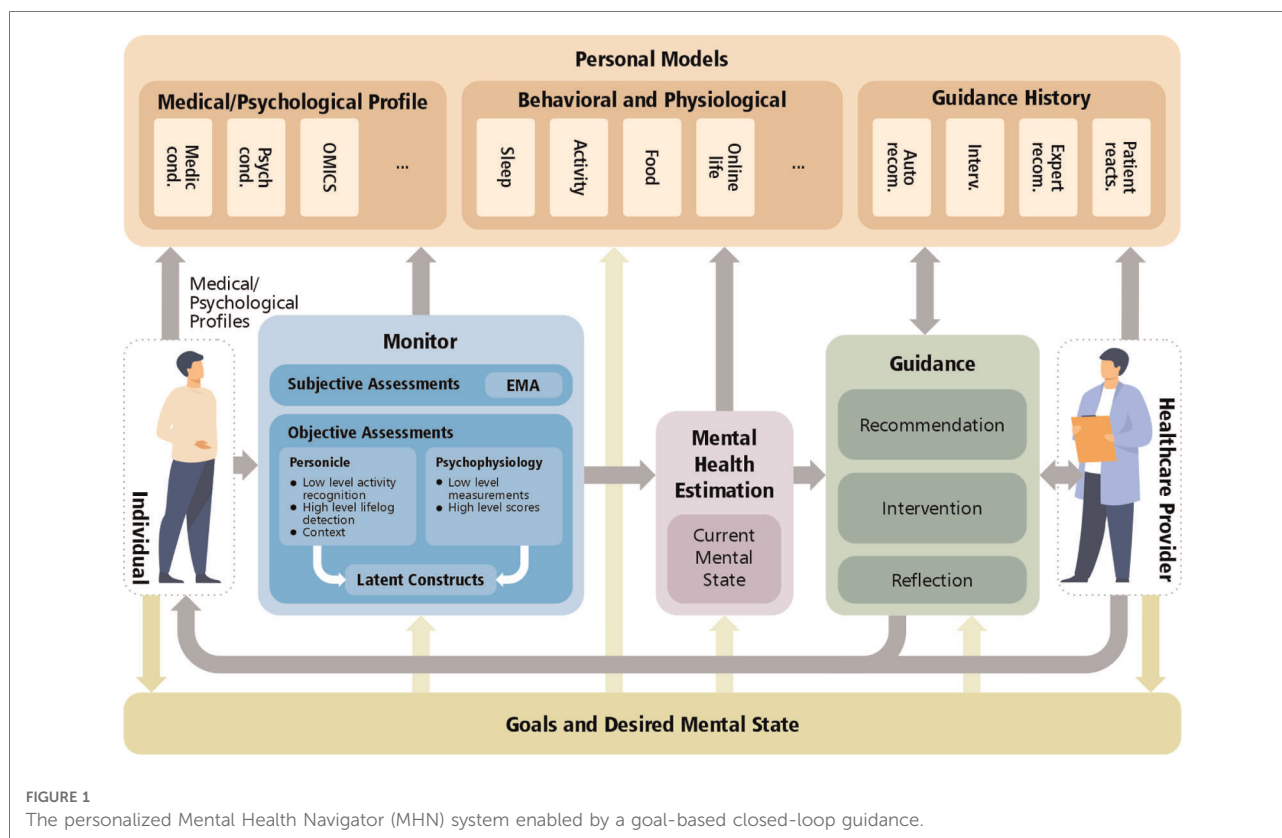 Personal Models
Medical/Psychological Profile
Medic
cond.
Psych
cond.
OMICS
...
Behavioral and Physiological
Sleep
Activity
Food
Online
life
...
Guidance History
Auto
recom.
Interv.
Expert
recom.
Patient
reacts.
Medical/
Psychological
Profiles
Individual
Monitor
Subjective Assessments
EMA
Objective Assessments
Personicle
● Low level activity
recognition
● High level lifelog
detection
● Context
Psychophysiology
● Low level
measurements
● High level scores
Latent Constructs
Mental
Health
Estimation
Current
Mental
State
Guidance
Recommendation
Intervention
Reflection
Healthcare Provider
Goals and Desired Mental State
FIGURE 1
The personalized Mental Health Navigator (MHN) system enabled by a goal-based closed-loop guidance.